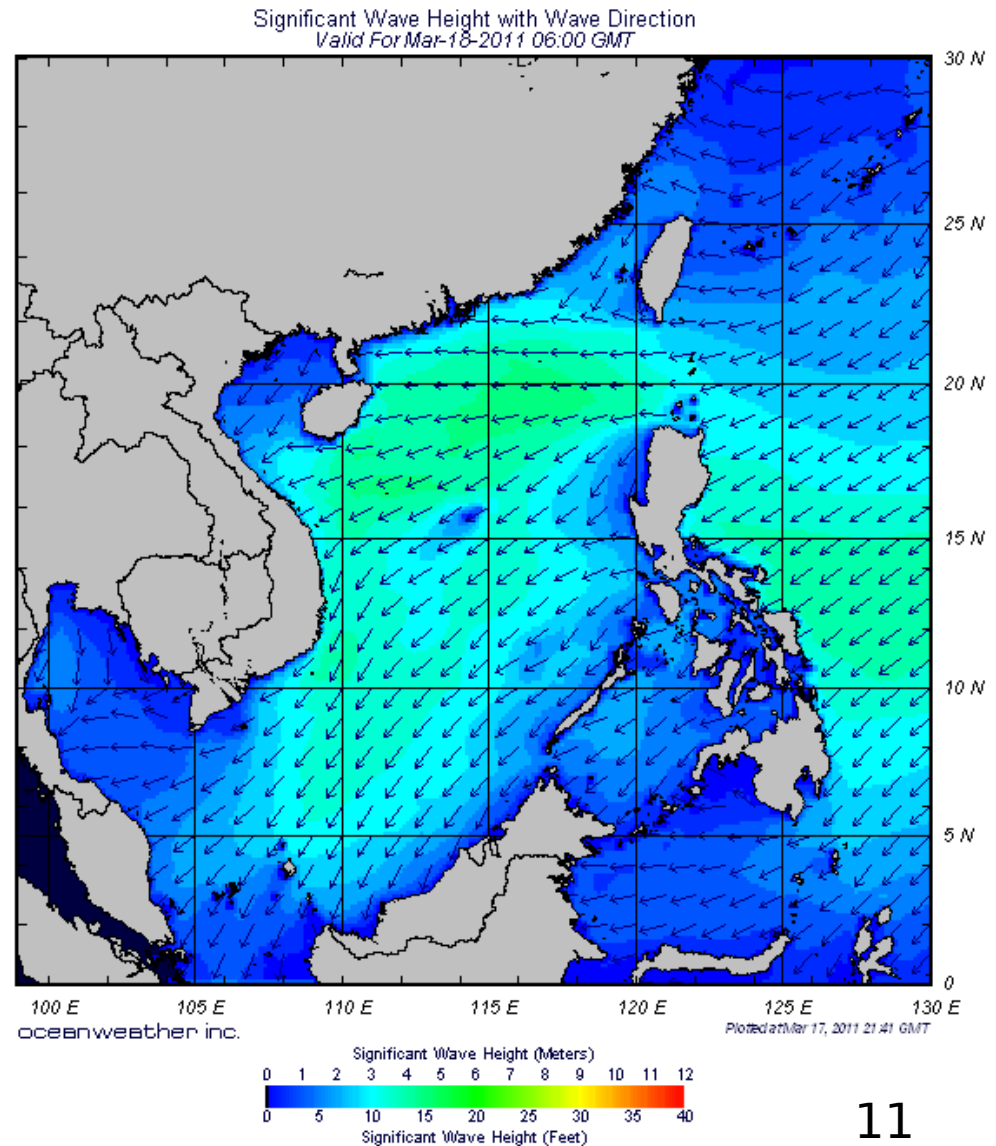 Significant Wave Height with Wave Direction
Valid For Mar-18-2011 06:00 GMT
30 N
25 N
20 N
15 N
10 N
5 N
0
100 E 105 E 110 E 115 E 120 E 125 E 130 E
oceanweather inc.
Plotted at Mar 17, 2011 21:41 GMT
Significant Wave Height (Meters)
0 1 2 3 4 5 6 7 8 9 10 11 12
0 5 10 15 20 25 30 35 40
Significant Wave Height (Feet)
11